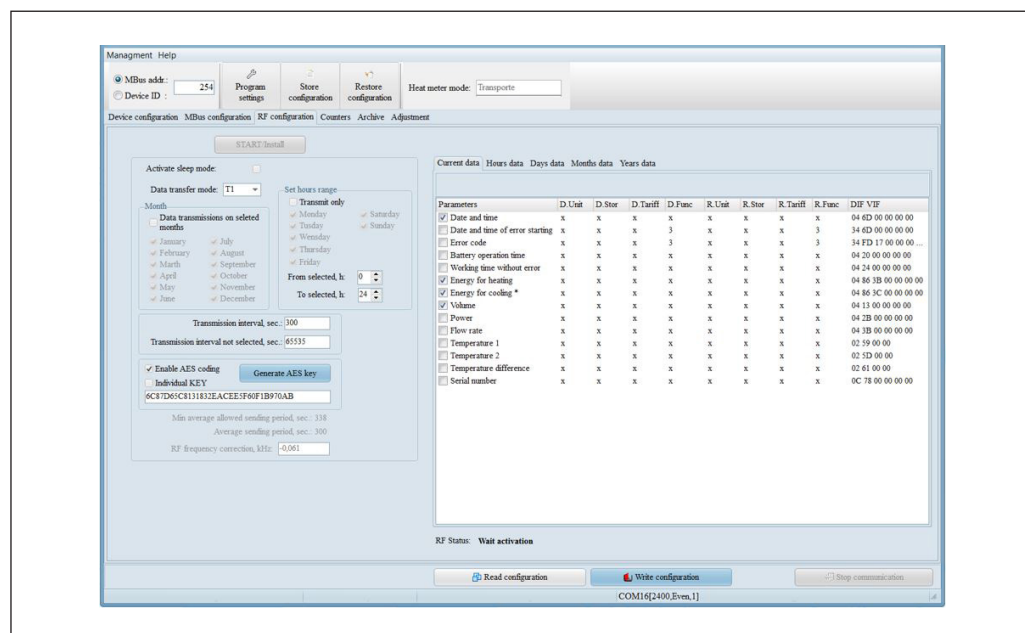 Managment Help
MBus addr.: 254
Device ID :
Program settings
Store configuration
Restore configuration
Heat meter mode: Transporte
Device configuration MBus configuration RF configuration Counters Archive Adjustment
START/Install
Activate sleep mode:
Data transfer mode: T1
Month
Data transmissions on seleted months
January July
February August
Marth September
April October
May November
June December
Set hours range
Transmit only
Monday Saturday
Tusday Sunday
Wensday
Thursday
Friday
From selected, h: 0
To selected, h: 24
Transmission interval, sec.: 300
Transmission interval not selected, sec.: 65535
Enable AES coding
Individual KEY
Generate AES key
6C87D65C8131832EACEE5F60F1B970AB
Min average allowed sending period, sec.: 338
Average sending period, sec.: 300
RF frequency correction, kHz: -0,061
Current data Hours data Days data Months data Years data
Parameters D.Unit D.Stor D.Tariff D.Func R.Unit R.Stor R.Tariff R.Func DIF VIF
Date and time x x x x x x x x 04 6D 00 00 00 00
Date and time of error starting x x x 3 x x x 3 34 6D 00 00 00 00
Error code x x x 3 x x x 3 34 FD 17 00 00 00 ...
Battery operation time x x x x x x x x 04 20 00 00 00 00
Working time without error x x x x x x x x 04 24 00 00 00 00
Energy for heating x x x x x x x x 04 86 3B 00 00 00 00
Energy for cooling * x x x x x x x x 04 86 3C 00 00 00 00
Volume x x x x x x x x 04 13 00 00 00 00
Power x x x x x x x x 04 2B 00 00 00 00
Flow rate x x x x x x x x 04 3B 00 00 00 00
Temperature 1 x x x x x x x x 02 59 00 00
Temperature 2 x x x x x x x x 02 5D 00 00
Temperature difference x x x x x x x x 02 61 00 00
Serial number x x x x x x x x 0C 78 00 00 00 00
RF Status: Wait activation
Read configuration
Write configuration
Stop communication
COM16[2400,Even,1]